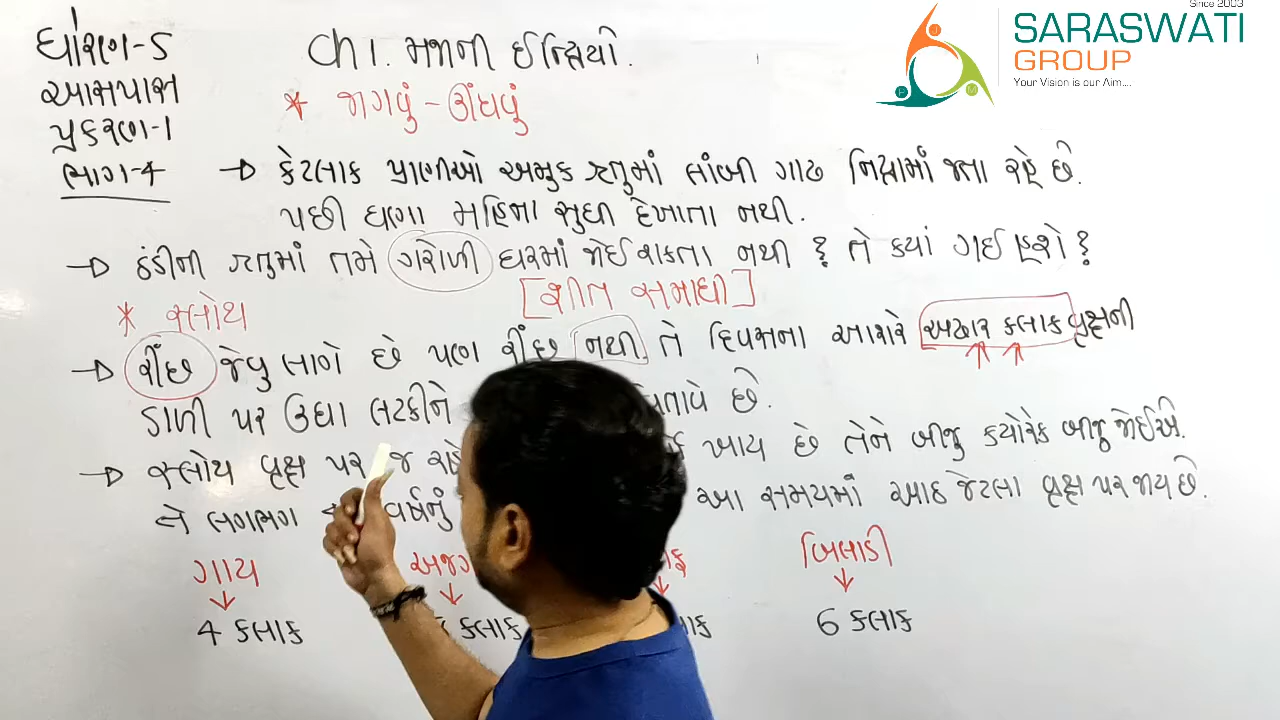 ધોરણ-5
આસપાસ
પ્રકરણ-1
ભાગ-4
Ch 1. મજાની ઈન્દ્રિયો.
* જાગવું - ઊંઘવું
→ કેટલાક પ્રાણીઓ અમુક ઋતુમાં લાંબી ગાઢ નિદ્રામાં જતા રહે છે.
પછી ઘણા મહિના સુધી દેખાતા નથી.
→ ઠંડીની ઋતુમાં તમે ગરોળી ઘરમાં જોઈ શકતા નથી ? તે કયાં ગઈ હશે ?
[શીત સમાધી]
* સ્લોથ
→ રીંછ જેવુ લાગે છે પણ રીંછ નથી તે દિવસના આશરે અઢાર કલાક વૃક્ષની
ડાળી પર ઉંધા લટકીને વિતાવે છે.
→ સ્લોથ વૃક્ષ પર જ ખાય છે તેને બીજુ કયારેક બીજુ જોઈએ.
તે લગભગ વર્ષનું આ સમયમાં આઠ જેટલા વૃક્ષ પર જાય છે.
ગાય
બિલાડી
4 કલાક
કલાક
6 કલાક
Since 2003
SARASWATI
GROUP
Your Vision is our Aim....